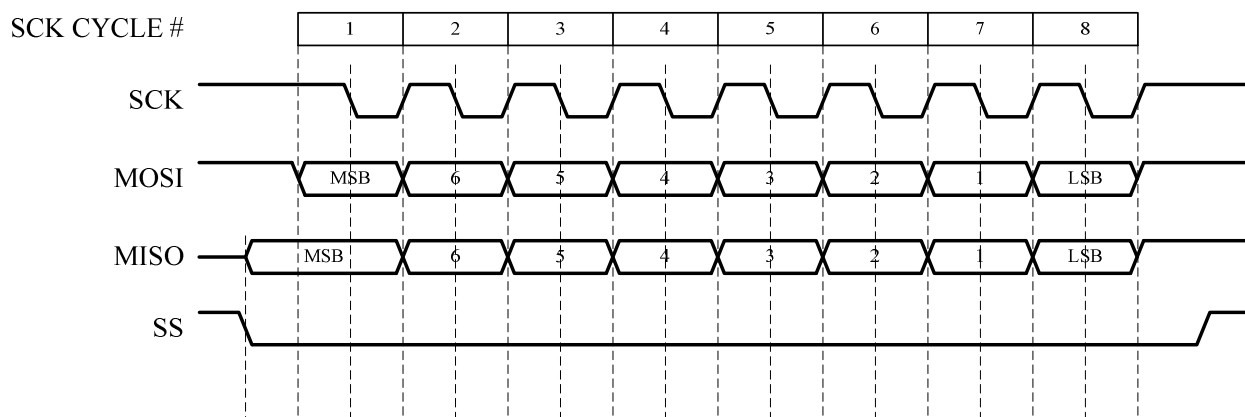 SCK CYCLE # 1 2 3 4 5 6 7 8
SCK
MOSI MSB 6 5 4 3 2 1 LSB
MISO MSB 6 5 4 3 2 1 LSB
SS